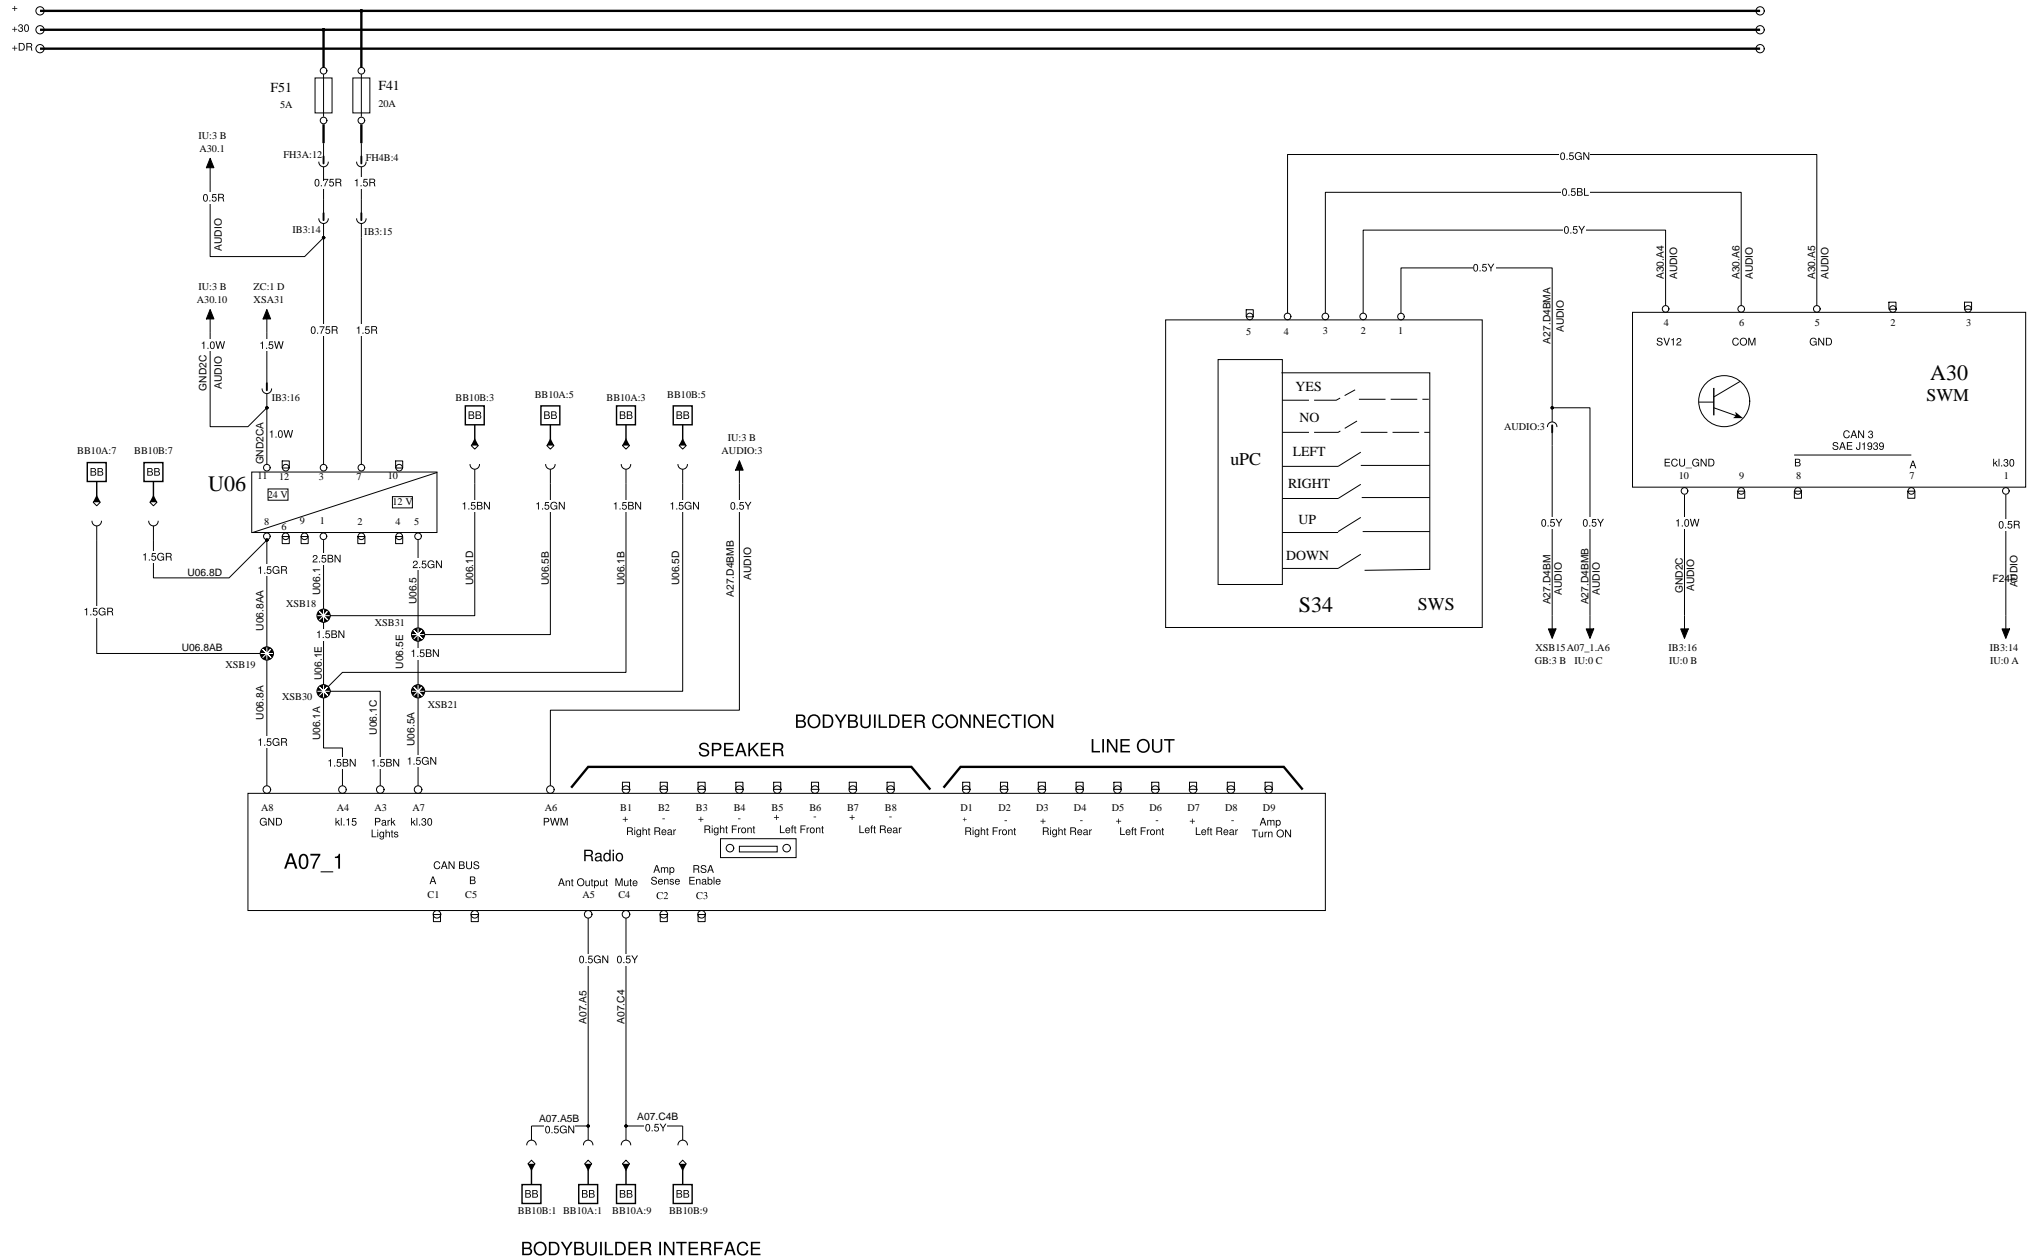 +
+30
+DR
F51
5A
F41
20A
IU:3 B
A30.1
FH3A:12
FH4B:4
0.75R
1.5R
0.5R
AUDIO
IB3:14
IB3:15
IU:3 B
A30.10
ZC:1 D
XSA31
1.0W
1.5W
GND2C
AUDIO
0.75R
1.5R
IB3:16
GND2CA
1.0W
BB10A:7
BB
BB10B:7
BB
U06
11
12
3
7
10
24 V
12 V
8
6
9
1
2
4
5
BB10B:3
BB
BB10A:5
BB
BB10A:3
BB
BB10B:5
BB
IU:3 B
AUDIO:3
1.5BN
1.5GN
1.5BN
1.5GN
0.5Y
U06.1D
U06.5B
U06.1B
U06.5D
A27.D4BMB
AUDIO
1.5GR
U06.8D
1.5GR
2.5BN
2.5GN
1.5GR
U06.8AA
U06.1
U06.5
XSB18
XSB31
1.5BN
1.5BN
U06.8AB
XSB19
U06.1E
U06.5E
XSB30
XSB21
U06.8A
U06.1A
U06.1C
U06.5A
1.5GR
1.5BN
1.5BN
1.5GN
BODYBUILDER CONNECTION
SPEAKER
LINE OUT
A8
GND
A4
kl.15
A3
Park
Lights
A7
kl.30
A6
PWM
B1
+
B2
-
Right Rear
B3
+
B4
-
Right Front
B5
+
B6
-
Left Front
B7
+
B8
-
Left Rear
D1
+
D2
-
Right Front
D3
+
D4
-
Right Rear
D5
+
D6
-
Left Front
D7
+
D8
-
Left Rear
D9
Amp
Turn ON
A07_1
Radio
CAN BUS
A
B
C1
C5
Ant Output
A5
Mute
C4
Amp
Sense
C2
RSA
Enable
C3
0.5GN
0.5Y
A07.A5
A07.C4
A07.A5B
0.5GN
A07.C4B
0.5Y
BB
BB
BB
BB
BB10B:1
BB10A:1
BB10A:9
BB10B:9
BODYBUILDER INTERFACE
0.5GN
0.5BL
0.5Y
0.5Y
A27.D4BMA
AUDIO
A30.A4
AUDIO
A30.A6
AUDIO
A30.A5
AUDIO
5
4
3
2
1
uPC
YES
NO
LEFT
RIGHT
UP
DOWN
S34
SWS
AUDIO:3
0.5Y
0.5Y
A27.D4BM
AUDIO
A27.D4BMB
AUDIO
XSB15
GB:3 B
A07_1.A6
IU:0 C
4
6
5
2
3
SV12
COM
GND
A30
SWM
CAN 3
SAE J1939
ECU_GND
B
A
kl.30
10
9
8
7
1
1.0W
0.5R
GND2C
AUDIO
AUDIO
IB3:16
IU:0 B
IB3:14
IU:0 A